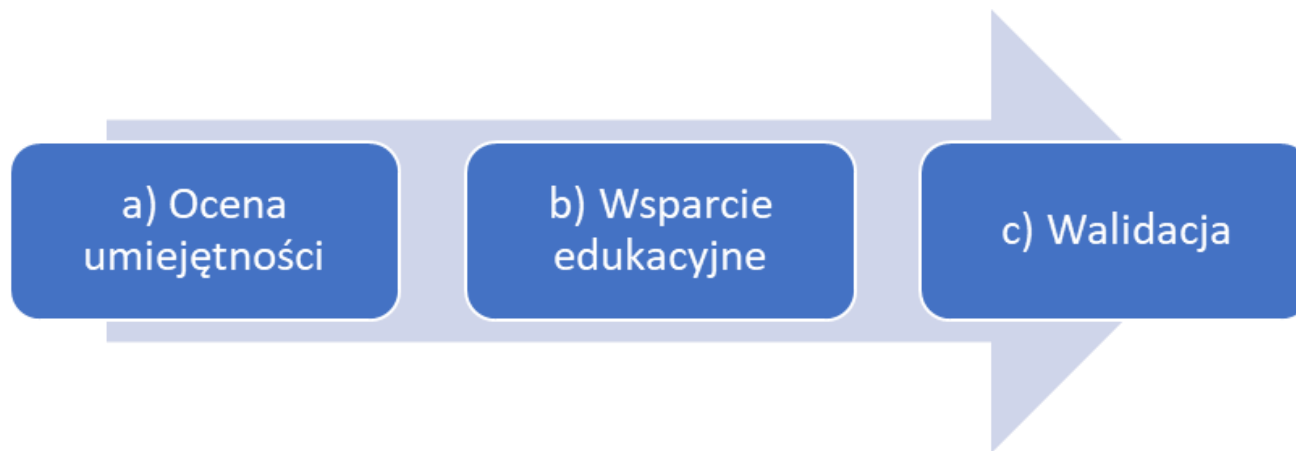 a) Ocena
umiejętności
b) Wsparcie
edukacyjne
c) Walidacja